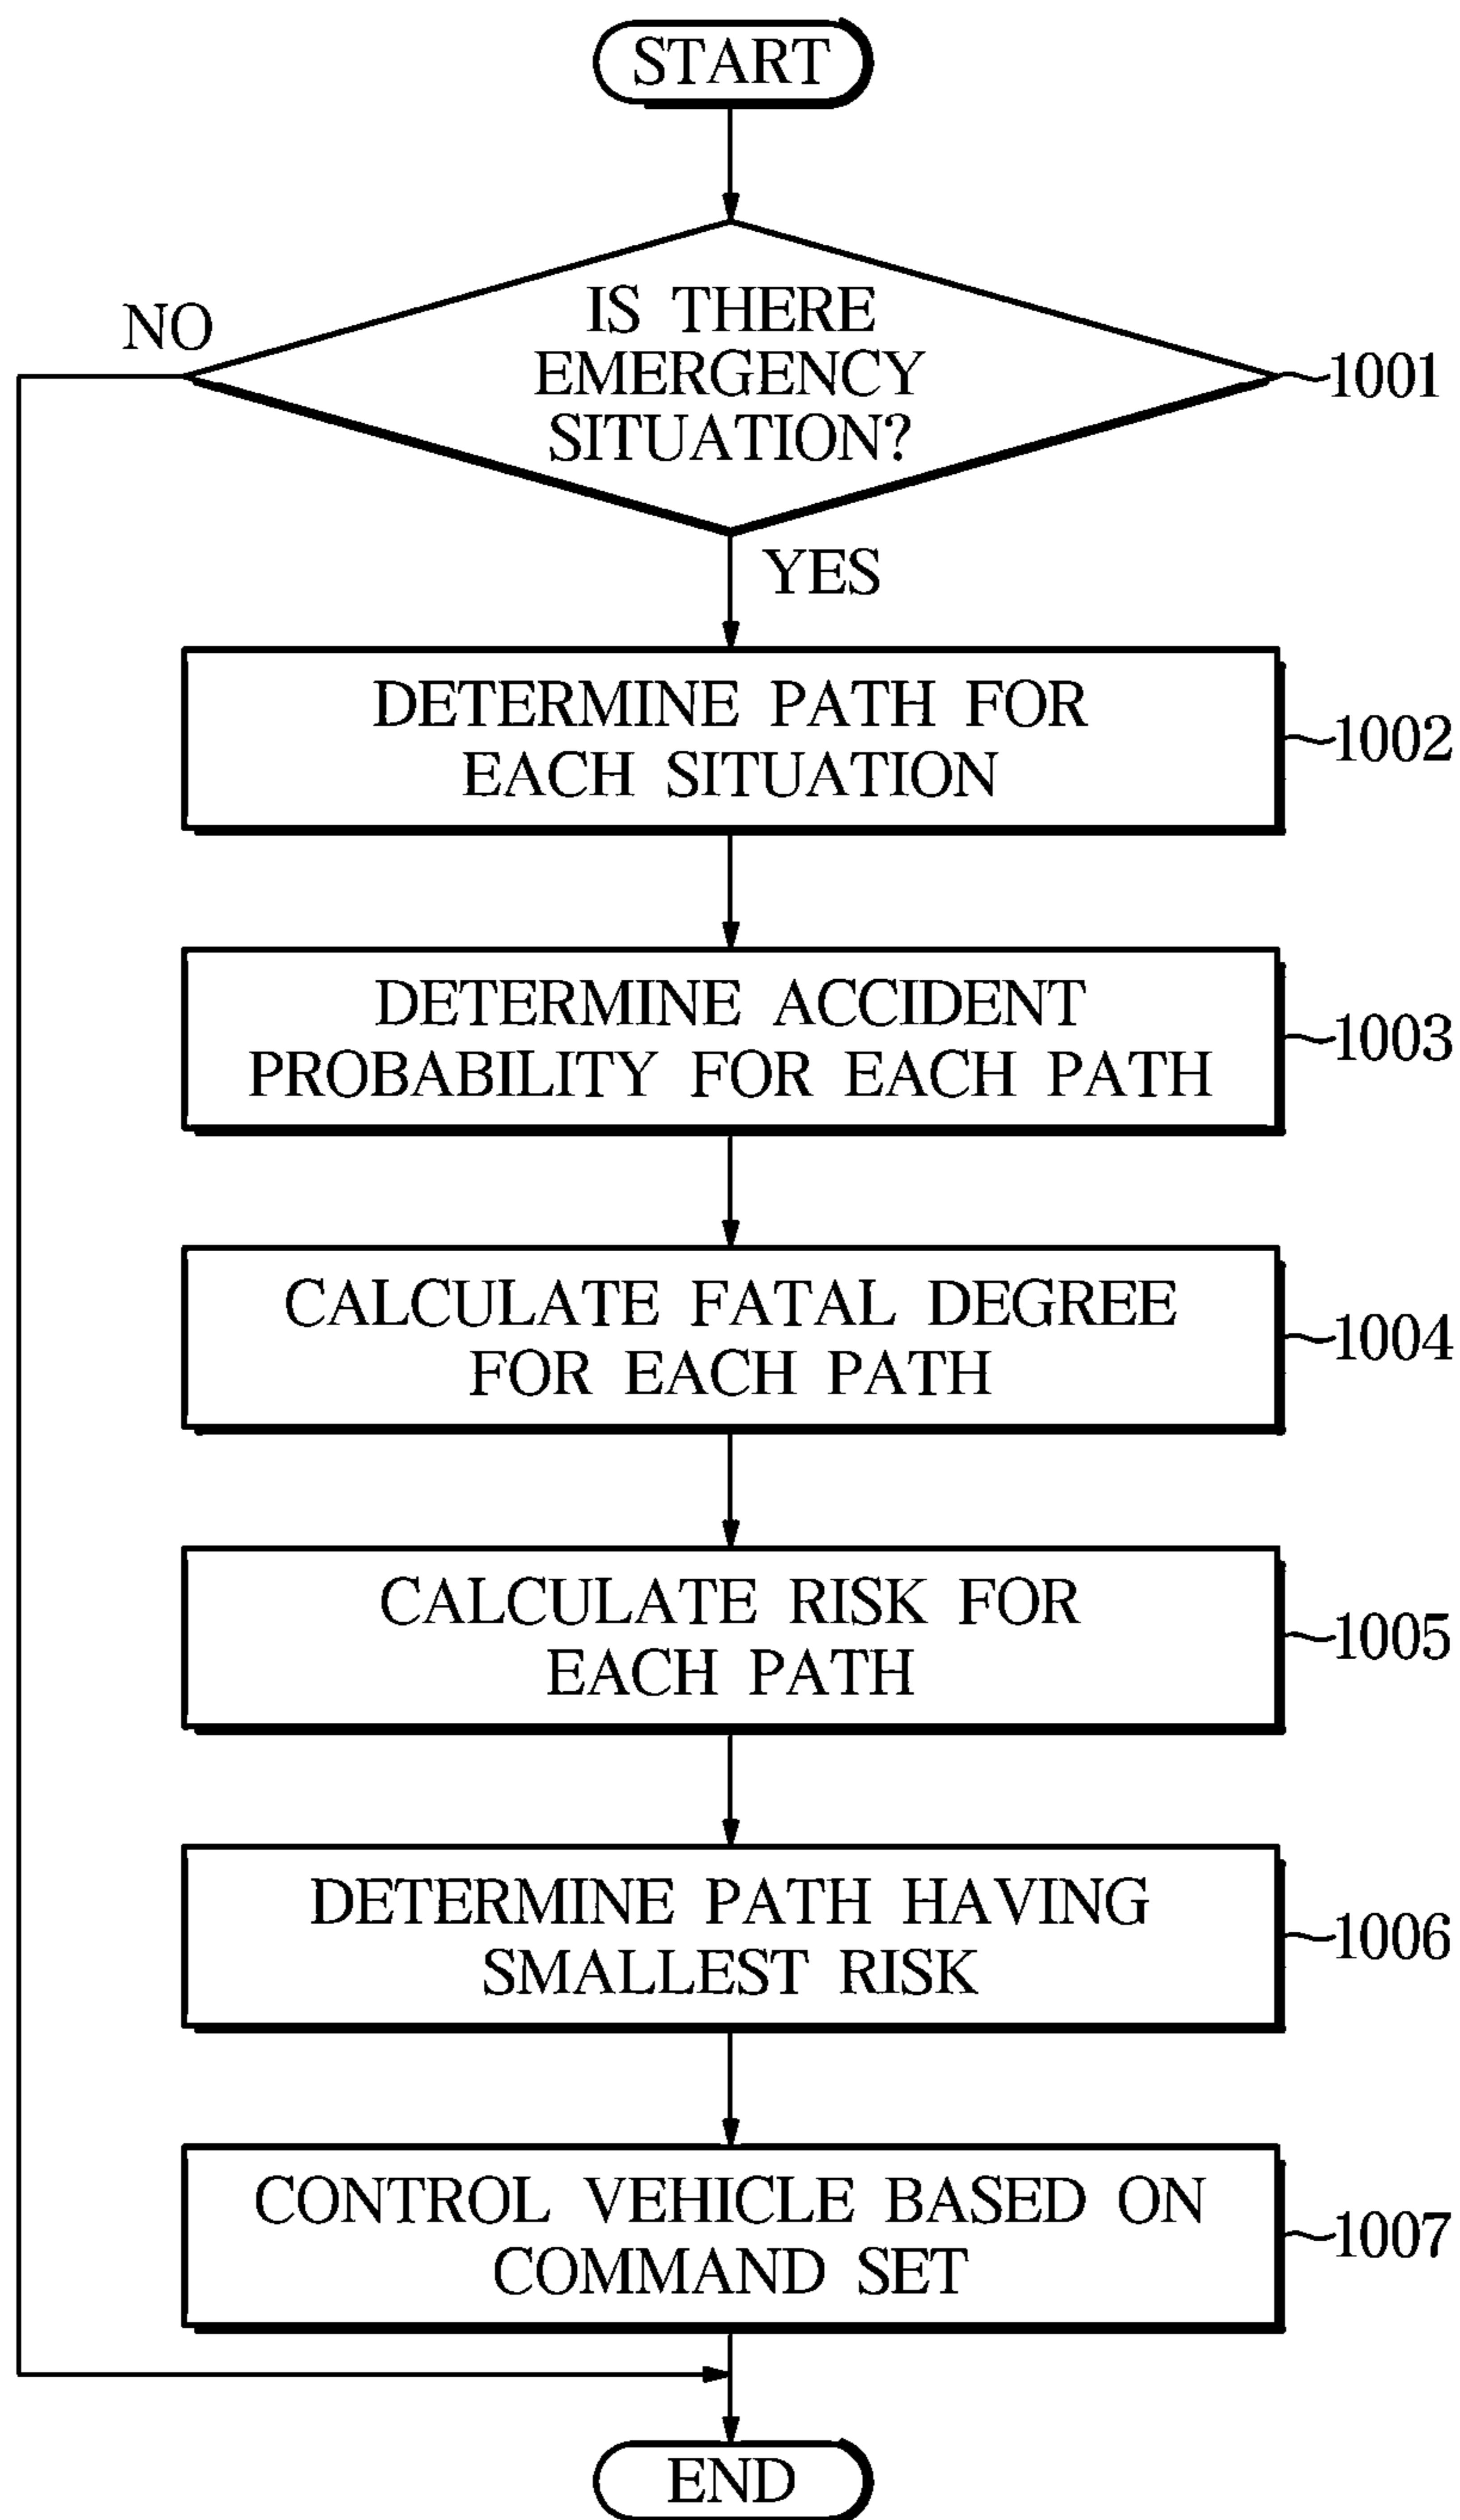 START
NO
IS THERE
EMERGENCY
SITUATION?
1001
YES
DETERMINE PATH FOR
EACH SITUATION
1002
DETERMINE ACCIDENT
PROBABILITY FOR EACH PATH
1003
CALCULATE FATAL DEGREE
FOR EACH PATH
1004
CALCULATE RISK FOR
EACH PATH
1005
DETERMINE PATH HAVING
SMALLEST RISK
1006
CONTROL VEHICLE BASED ON
COMMAND SET
1007
END